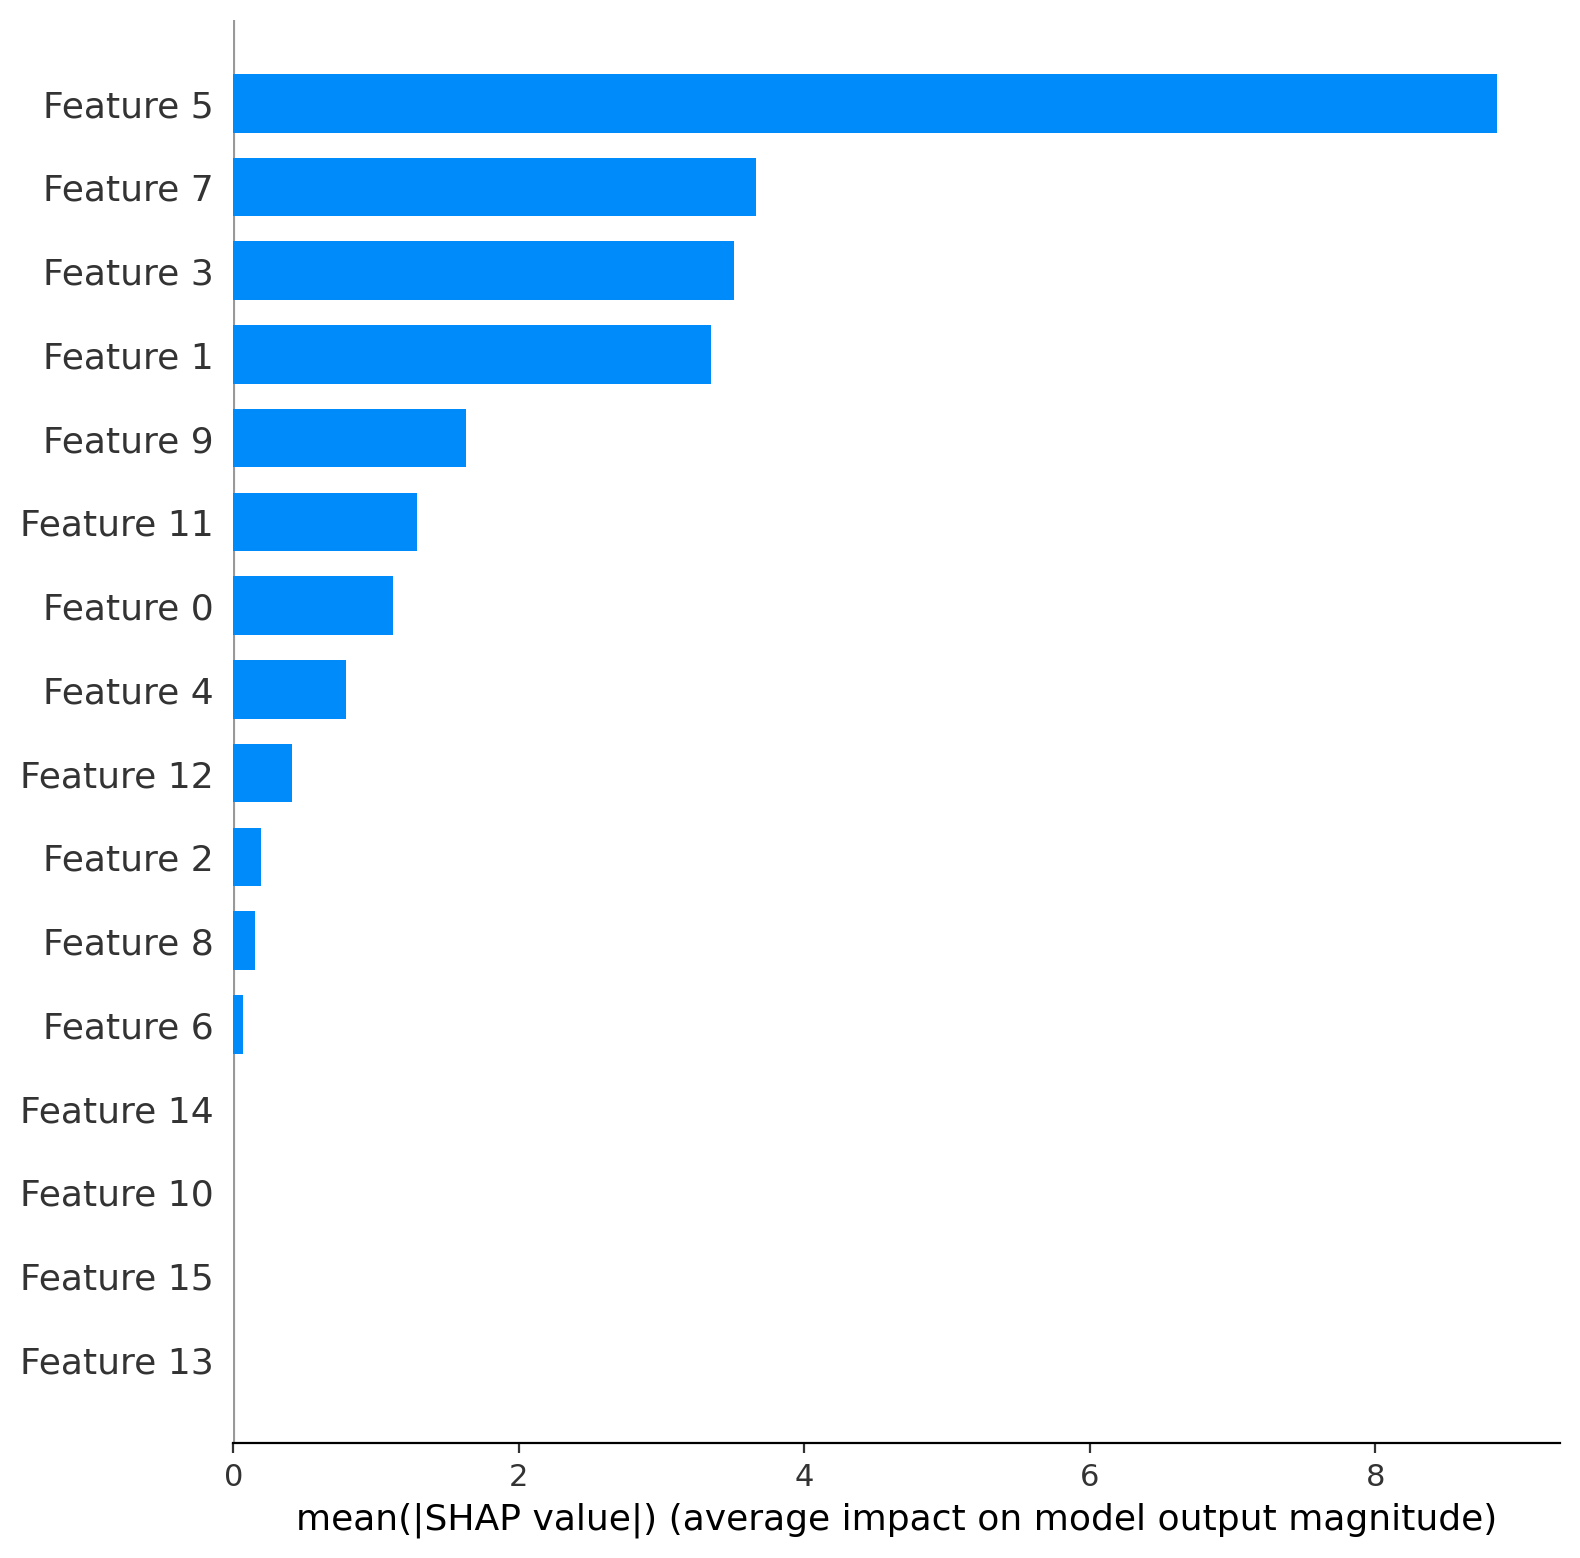 Feature 5
Feature 7
Feature 3
Feature 1
Feature 9
Feature 11
Feature 0
Feature 4
Feature 12
Feature 2
Feature 8
Feature 6
Feature 14
Feature 10
Feature 15
Feature 13
0 2 4 6 8
mean(|SHAP value|) (average impact on model output magnitude)